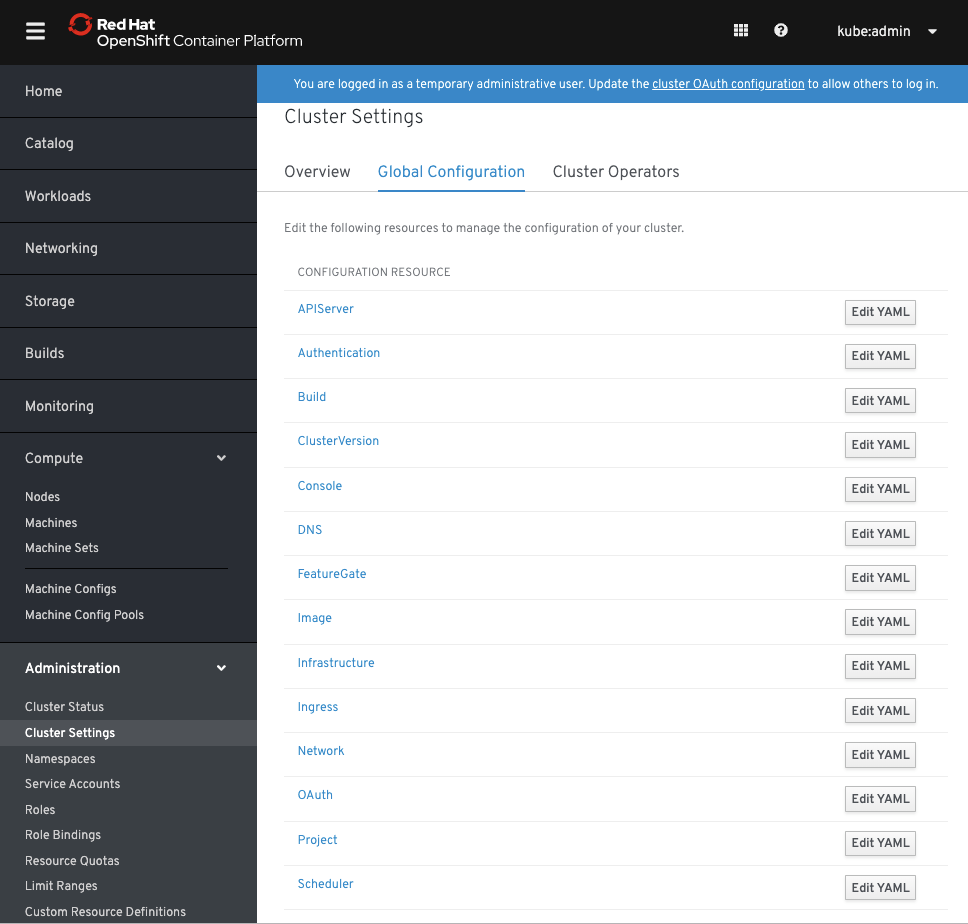 Red Hat
OpenShift Container Platform
kube:admin
Home
Catalog
Workloads
Networking
Storage
Builds
Monitoring
Compute
Nodes
Machines
Machine Sets
Machine Configs
Machine Config Pools
Administration
Cluster Status
Cluster Settings
Namespaces
Service Accounts
Roles
Role Bindings
Resource Quotas
Limit Ranges
Custom Resource Definitions
You are logged in as a temporary administrative user. Update the cluster OAuth configuration to allow others to log in.
Cluster Settings
Overview Global Configuration Cluster Operators
Edit the following resources to manage the configuration of your cluster.
CONFIGURATION RESOURCE
APIServer Edit YAML
Authentication Edit YAML
Build Edit YAML
ClusterVersion Edit YAML
Console Edit YAML
DNS Edit YAML
FeatureGate Edit YAML
Image Edit YAML
Infrastructure Edit YAML
Ingress Edit YAML
Network Edit YAML
OAuth Edit YAML
Project Edit YAML
Scheduler Edit YAML